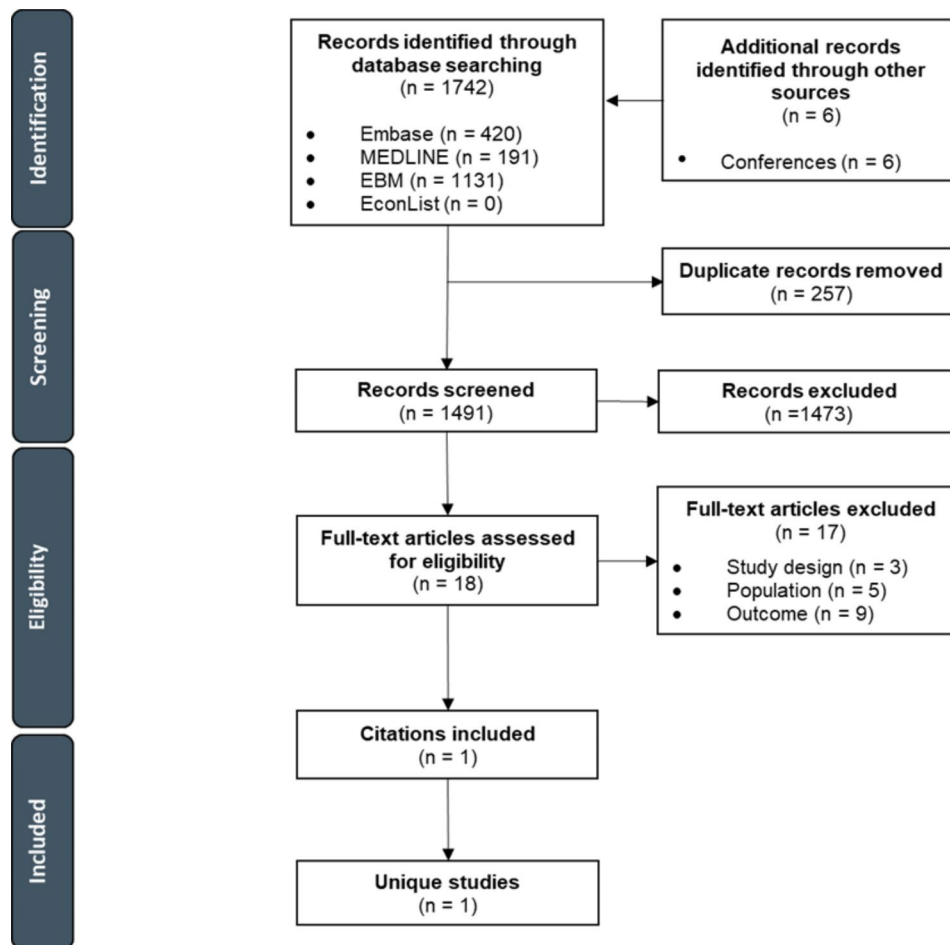 Identification
Records identified through
database searching
(n = 1742)
• Embase (n = 420)
• MEDLINE (n = 191)
• EBM (n = 1131)
• EconList (n = 0)
Additional records
identified through other
sources
(n = 6)
• Conferences (n = 6)
Screening
Duplicate records removed
(n = 257)
Records screened
(n = 1491)
Records excluded
(n =1473)
Eligibility
Full-text articles assessed
for eligibility
(n = 18)
Full-text articles excluded
(n = 17)
• Study design (n = 3)
• Population (n = 5)
• Outcome (n = 9)
Citations included
(n = 1)
Included
Unique studies
(n = 1)